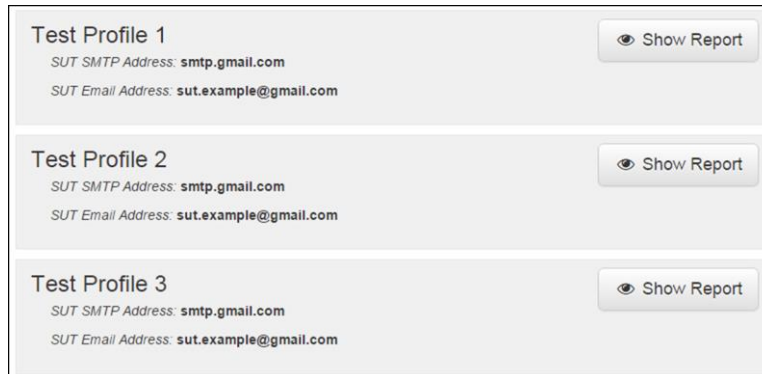 Test Profile 1
Show Report
SUT SMTP Address: smtp.gmail.com
SUT Email Address: sut.example@gmail.com
Test Profile 2
Show Report
SUT SMTP Address: smtp.gmail.com
SUT Email Address: sut.example@gmail.com
Test Profile 3
Show Report
SUT SMTP Address: smtp.gmail.com
SUT Email Address: sut.example@gmail.com